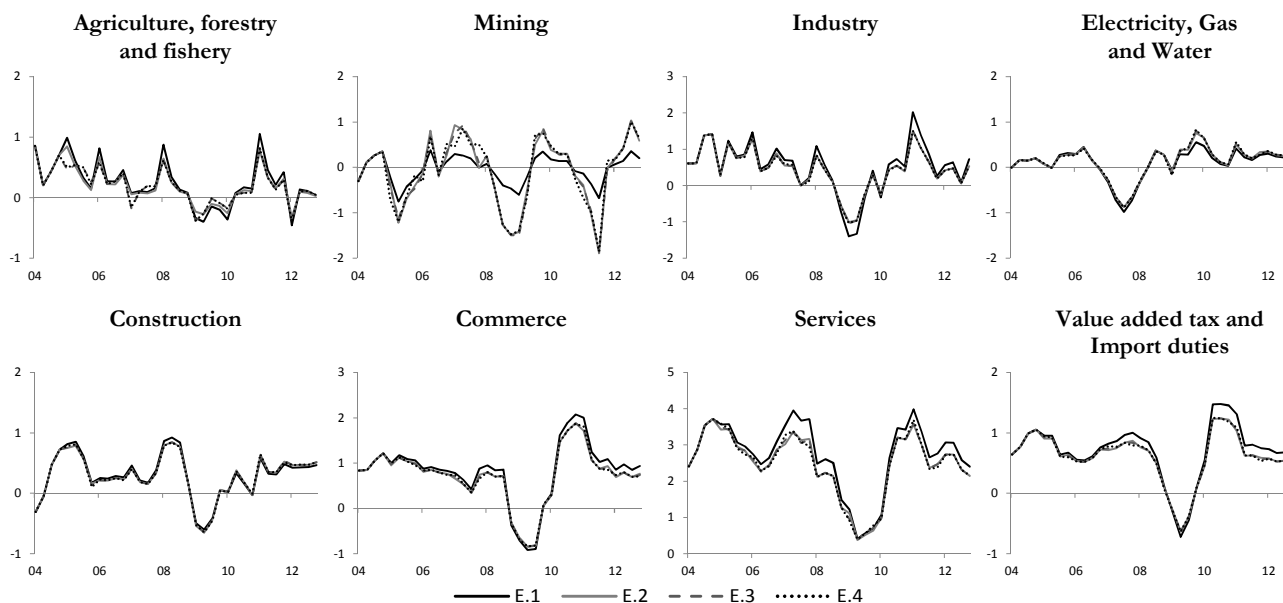 Agriculture, forestry
and fishery
Mining
Industry
Electricity, Gas
and Water
2
1
0
-1
04 06 08 10 12
2
1
0
-1
-2
04 06 08 10 12
3
2
1
0
-1
-2
04 06 08 10 12
2
1
0
-1
-2
04 06 08 10 12
Construction
Commerce
Services
Value added tax and
Import duties
2
1
0
-1
04 06 08 10 12
3
2
1
0
-1
04 06 08 10 12
5
4
3
2
1
0
04 06 08 10 12
2
1
0
-1
04 06 08 10 12
E.1 E.2 E.3 E.4